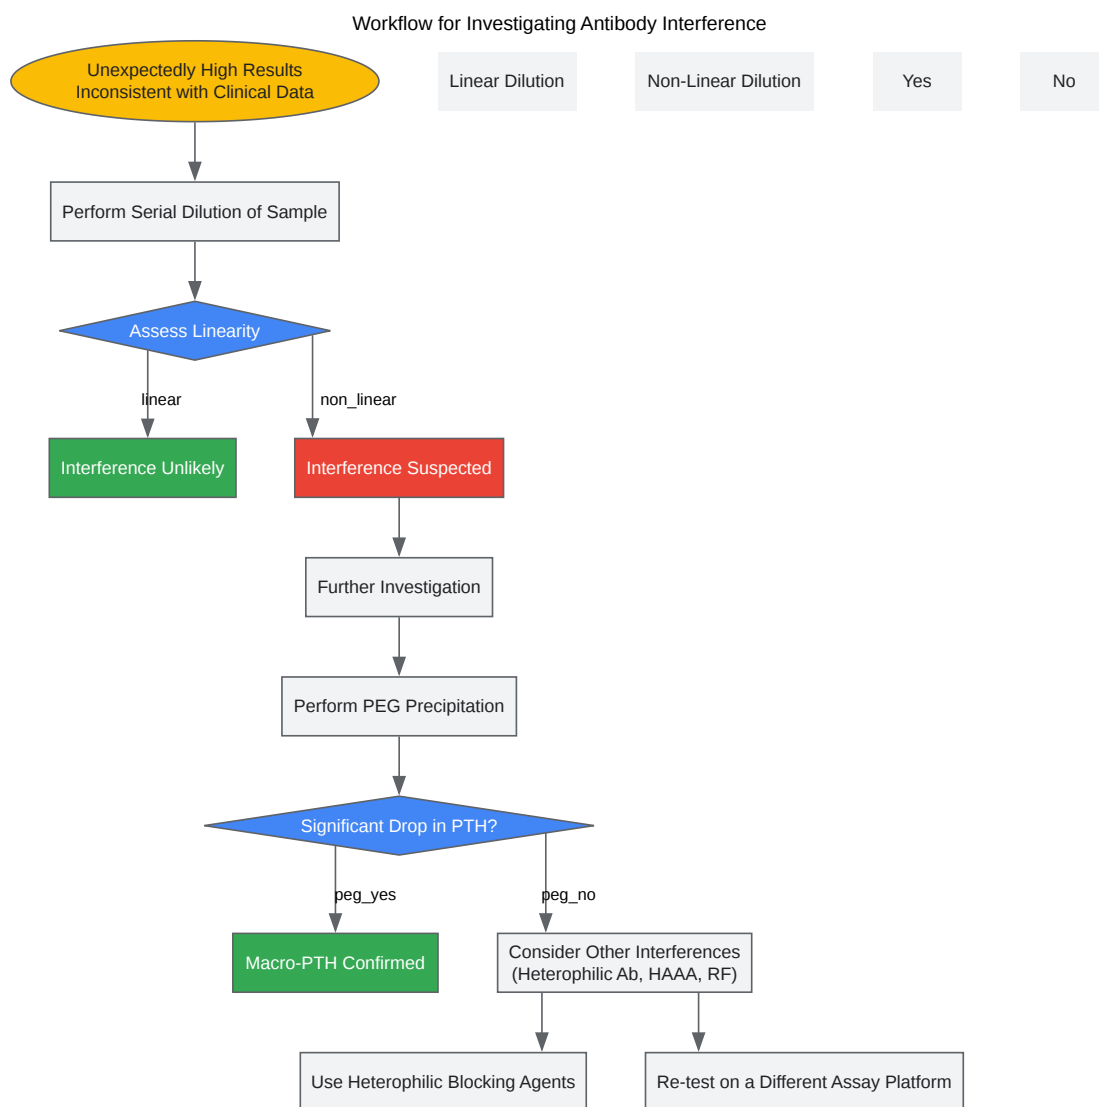 Workflow for Investigating Antibody Interference
Unexpectedly High Results
Inconsistent with Clinical Data
Linear Dilution
Non-Linear Dilution
Yes
No
Perform Serial Dilution of Sample
Assess Linearity
linear
non_linear
Interference Unlikely
Interference Suspected
Further Investigation
Perform PEG Precipitation
Significant Drop in PTH?
peg_yes
peg_no
Macro-PTH Confirmed
Consider Other Interferences
(Heterophilic Ab, HAAA, RF)
Use Heterophilic Blocking Agents
Re-test on a Different Assay Platform